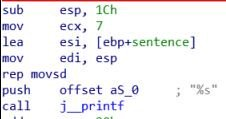 sub esp, 1Ch
mov ecx, 7
lea esi, [ebp+sentence]
mov edi, esp
rep movsd
push offset aS_0 ; "%s"
call j__printf